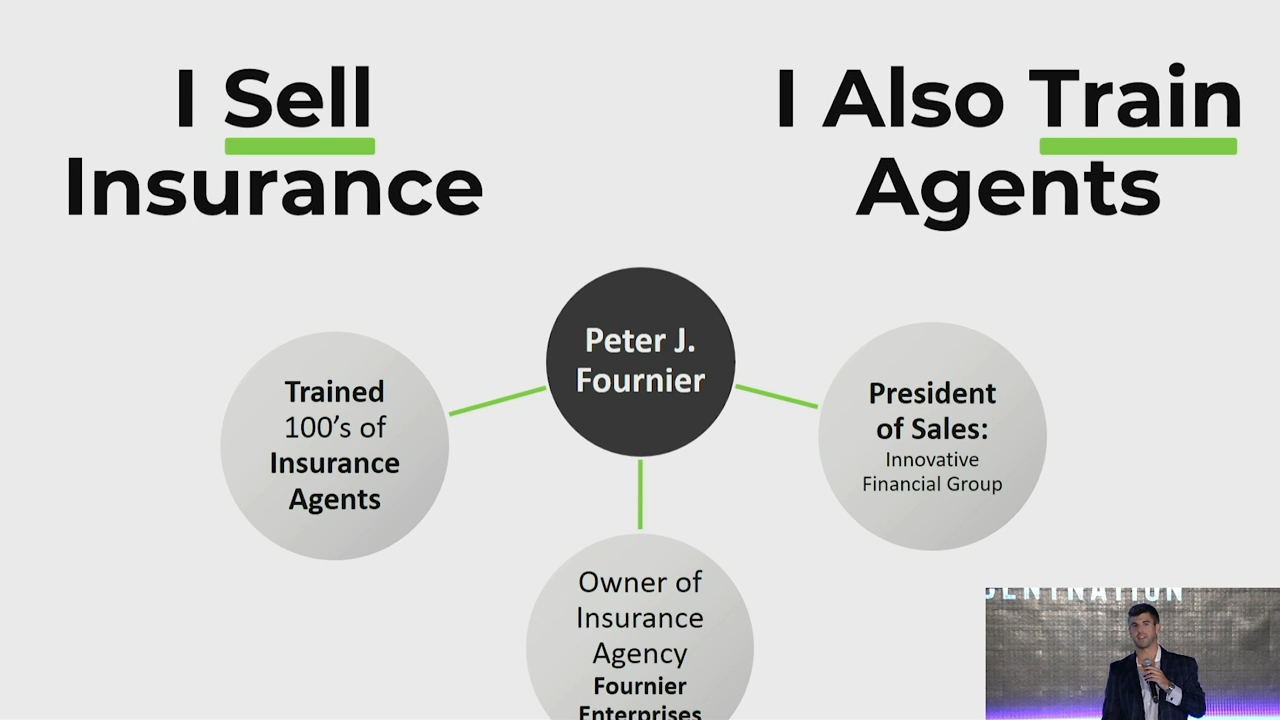 I Sell
Insurance
I Also Train
Agents
Peter J.
Fournier
Trained
100's of
Insurance
Agents
President
of Sales:
Innovative
Financial Group
Owner of
Insurance
Agency
Fournier
Enterprises